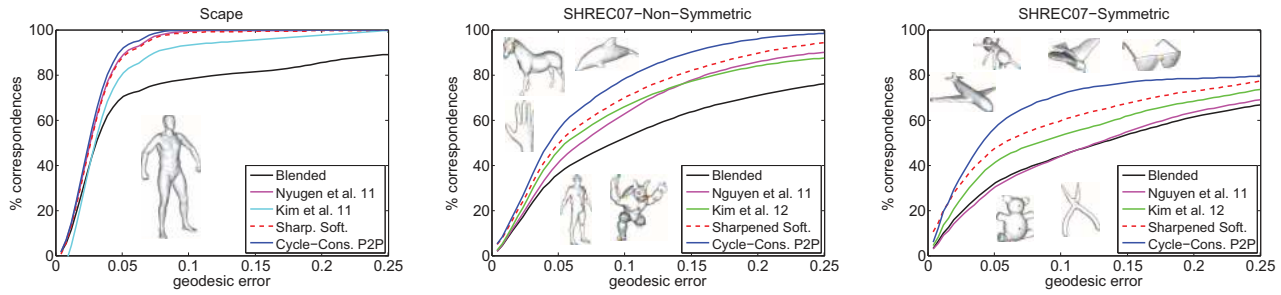 Scape
% correspondences
100
80
60
40
20
0
0 0.05 0.1 0.15 0.2 0.25
geodesic error
Blended
Nyugen et al. 11
Kim et al. 11
Sharp. Soft.
Cycle-Cons. P2P
SHREC07-Non-Symmetric
% correspondences
100
80
60
40
20
0
0 0.05 0.1 0.15 0.2 0.25
geodesic error
Blended
Nguyen et al. 11
Kim et al. 12
Sharpened Soft.
Cycle-Cons. P2P
SHREC07-Symmetric
% correspondences
100
80
60
40
20
0
0 0.05 0.1 0.15 0.2 0.25
geodesic error
Blended
Nguyen et al. 11
Kim et al. 12
Sharpened Soft.
Cycle-Cons. P2P